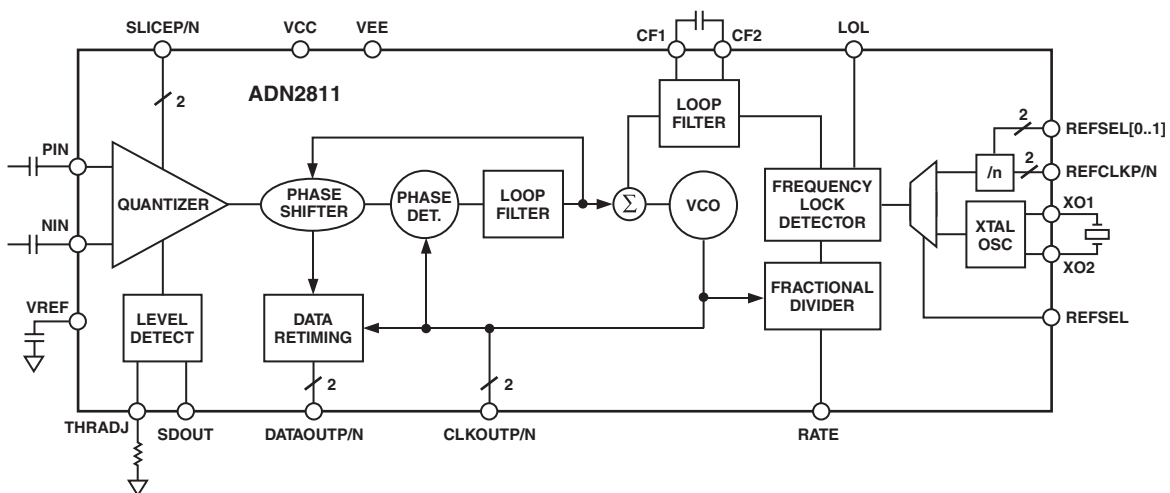 SLICEP/N VCC VEE CF1 CF2 LOL
2
ADN2811
LOOP
FILTER
2
REFSEL[0..1]
PIN
/n
2
REFCLKP/N
QUANTIZER
PHASE
SHIFTER
PHASE
DET.
LOOP
FILTER
Σ
VCO
FREQUENCY
LOCK
DETECTOR
XO1
NIN
XTAL
OSC
XO2
VREF
LEVEL
DETECT
DATA
RETIMING
FRACTIONAL
DIVIDER
REFSEL
2
2
THRADJ SDOUT DATAOUTP/N CLKOUTP/N RATE